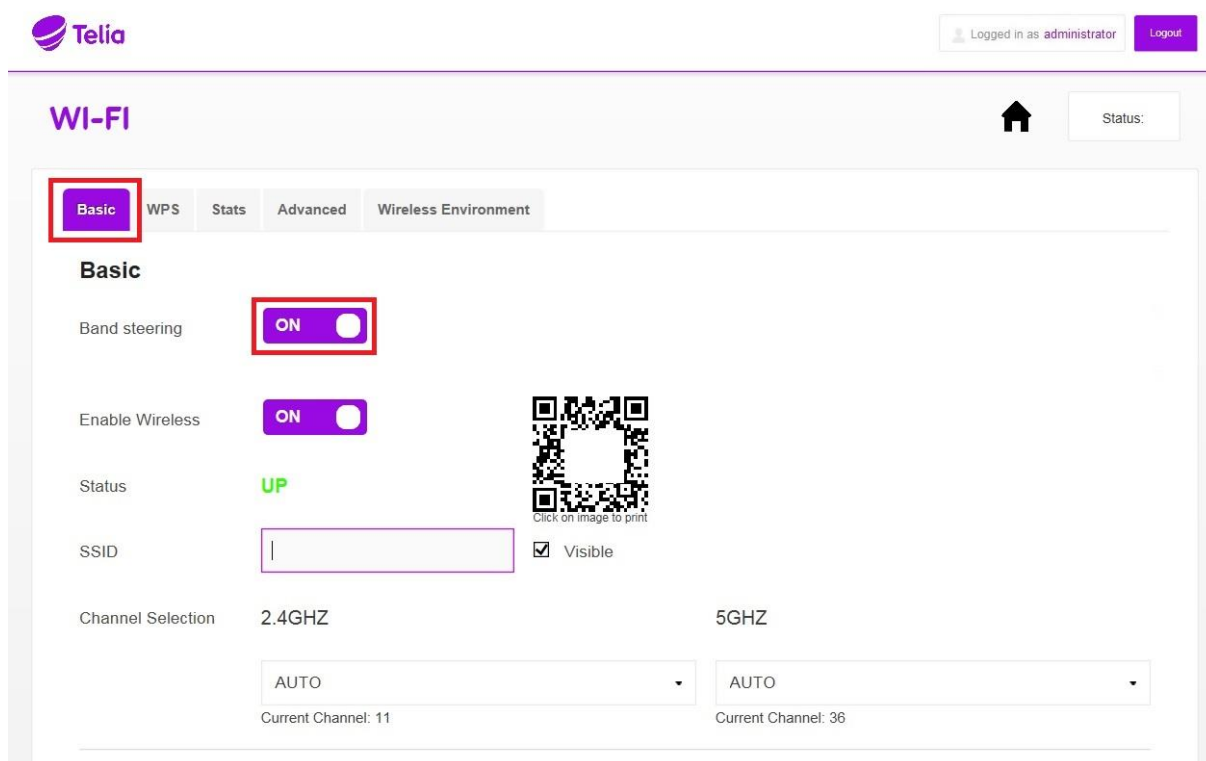 Telia
Logged in as administrator
Logout
WI-FI
Status:
Basic WPS Stats Advanced Wireless Environment
Basic
Band steering ON
Enable Wireless ON
Status UP
Click on image to print
SSID Visible
Channel Selection 2.4GHZ 5GHZ
AUTO AUTO
Current Channel: 11 Current Channel: 36